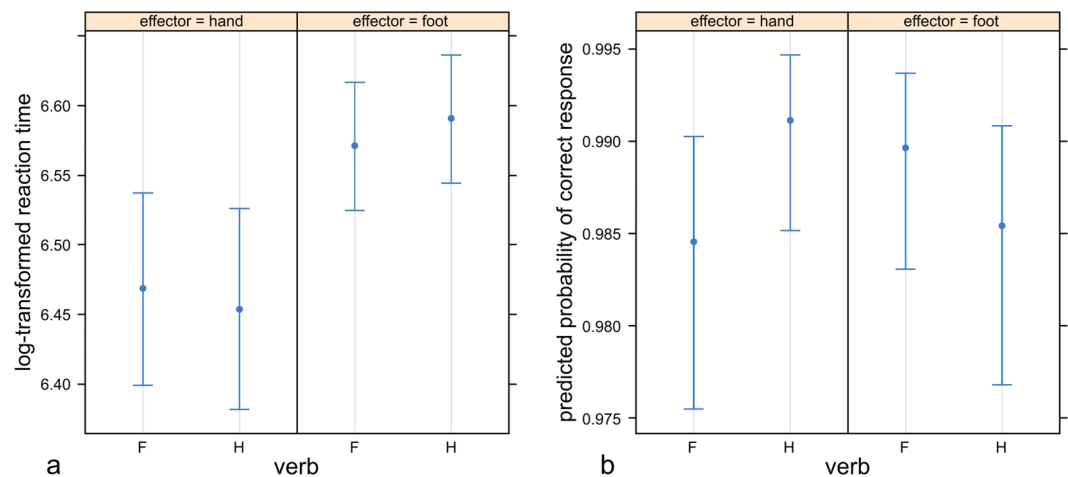 effector = hand
effector = foot
log-transformed reaction time
6.60
6.55
6.50
6.45
6.40
F
H
F
H
a
verb
effector = hand
effector = foot
predicted probability of correct response
0.995
0.990
0.985
0.980
0.975
F
H
F
H
b
verb